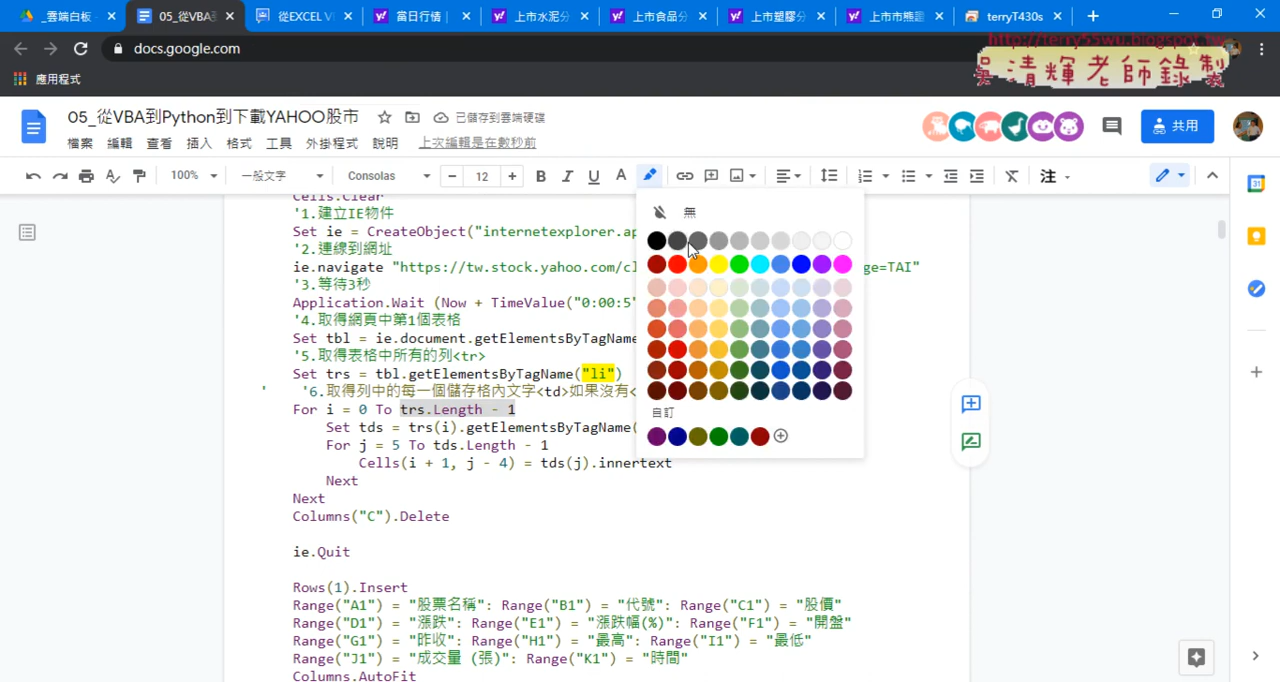 _雲端白板 -
05_從VBA到
從EXCEL V
當日行情 |
上市水泥分
上市食品分
上市塑膠分
上市市熊證
terryT430s
docs.google.com
http://terry55wu.blogspot.tw
吳清輝老師錄製
應用程式
05_從VBA到Python到下載YAHOO股市
已儲存到雲端硬碟
共用
檔案 編輯 查看 插入 格式 工具 外掛程式 說明 上次編輯是在數秒前
100% 一般文字 Consolas 12 B I U A 注
無
Cells.Clear
'1.建立IE物件
Set ie = CreateObject("internetexplorer.ap
'2.連線到網址
ie.navigate "https://tw.stock.yahoo.com/cl
ge=TAI"
'3.等待3秒
Application.Wait (Now + TimeValue("0:00:5"
'4.取得網頁中第1個表格
Set tbl = ie.document.getElementsByTagName
'5.取得表格中所有的列<tr>
Set trs = tbl.getElementsByTagName("li")
' '6.取得列中的每一個儲存格內文字<td>如果沒有<
自訂
For i = 0 To trs.Length - 1
Set tds = trs(i).getElementsByTagName(
For j = 5 To tds.Length - 1
Cells(i + 1, j - 4) = tds(j).innertext
Next
Next
Columns("C").Delete
ie.Quit
Rows(1).Insert
Range("A1") = "股票名稱": Range("B1") = "代號": Range("C1") = "股價"
Range("D1") = "漲跌": Range("E1") = "漲跌幅(%)": Range("F1") = "開盤"
Range("G1") = "昨收": Range("H1") = "最高": Range("I1") = "最低"
Range("J1") = "成交量 (張)": Range("K1") = "時間"
Columns.AutoFit